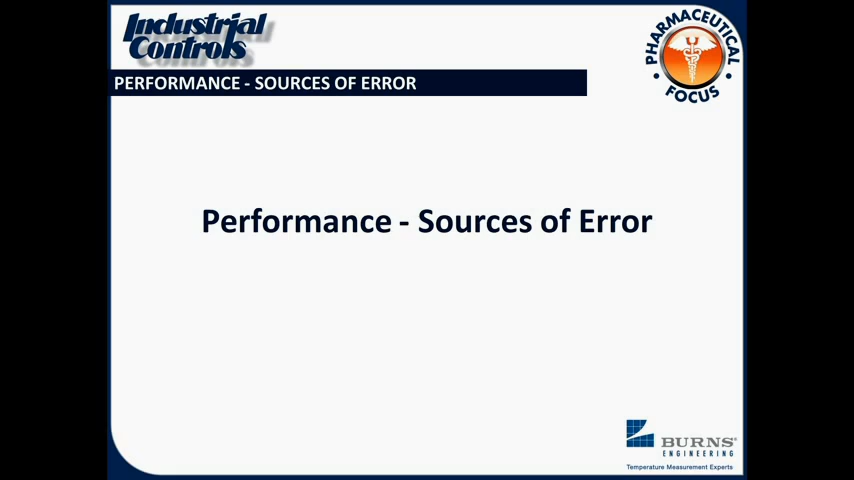 Industrial
Controls
PHARMACEUTICAL
FOCUS
PERFORMANCE - SOURCES OF ERROR
Performance - Sources of Error
BURNS®
ENGINEERING
Temperature Measurement Experts